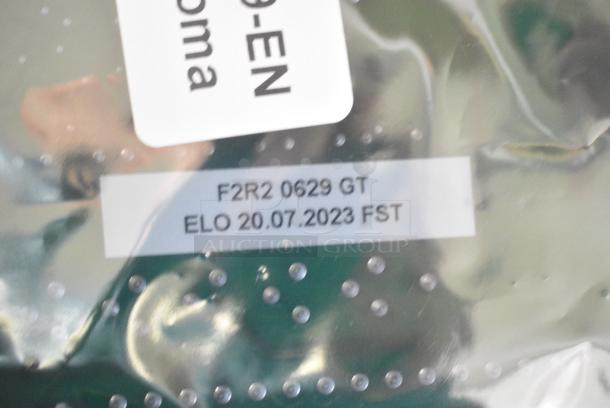 9-EN
oma
F2R2 0629 GT
ELO 20.07.2023 FST
AUCTION GROUP